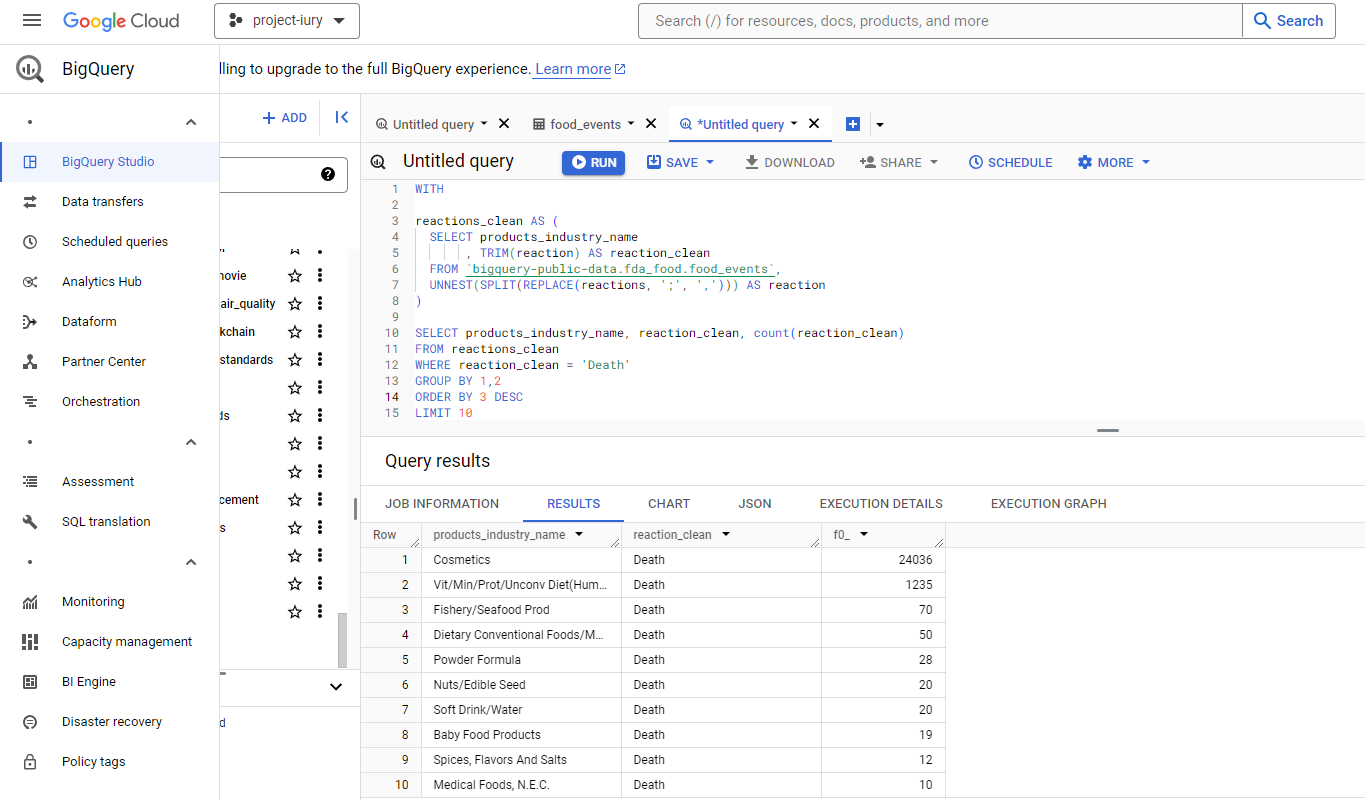 Google Cloud
project-iury
Search (/) for resources, docs, products, and more
Search
BigQuery
lling to upgrade to the full BigQuery experience. Learn more
ADD
Untitled query
food_events
*Untitled query
BigQuery Studio
Data transfers
Scheduled queries
Analytics Hub
Dataform
Partner Center
Orchestration
Assessment
SQL translation
Monitoring
Capacity management
BI Engine
Disaster recovery
Policy tags
novie
air_quality
kchain
standards
ds
cement
s
d
Untitled query
RUN
SAVE
DOWNLOAD
SHARE
SCHEDULE
MORE
1 WITH
2
3 reactions_clean AS (
4 SELECT products_industry_name
5 , TRIM(reaction) AS reaction_clean
6 FROM `bigquery-public-data.fda_food.food_events`,
7 UNNEST(SPLIT(REPLACE(reactions, ';', ','))) AS reaction
8 )
9
10 SELECT products_industry_name, reaction_clean, count(reaction_clean)
11 FROM reactions_clean
12 WHERE reaction_clean = 'Death'
13 GROUP BY 1,2
14 ORDER BY 3 DESC
15 LIMIT 10
Query results
JOB INFORMATION RESULTS CHART JSON EXECUTION DETAILS EXECUTION GRAPH
Row products_industry_name reaction_clean f0_
1 Cosmetics Death 24036
2 Vit/Min/Prot/Unconv Diet(Hum... Death 1235
3 Fishery/Seafood Prod Death 70
4 Dietary Conventional Foods/M... Death 50
5 Powder Formula Death 28
6 Nuts/Edible Seed Death 20
7 Soft Drink/Water Death 20
8 Baby Food Products Death 19
9 Spices, Flavors And Salts Death 12
10 Medical Foods, N.E.C. Death 10